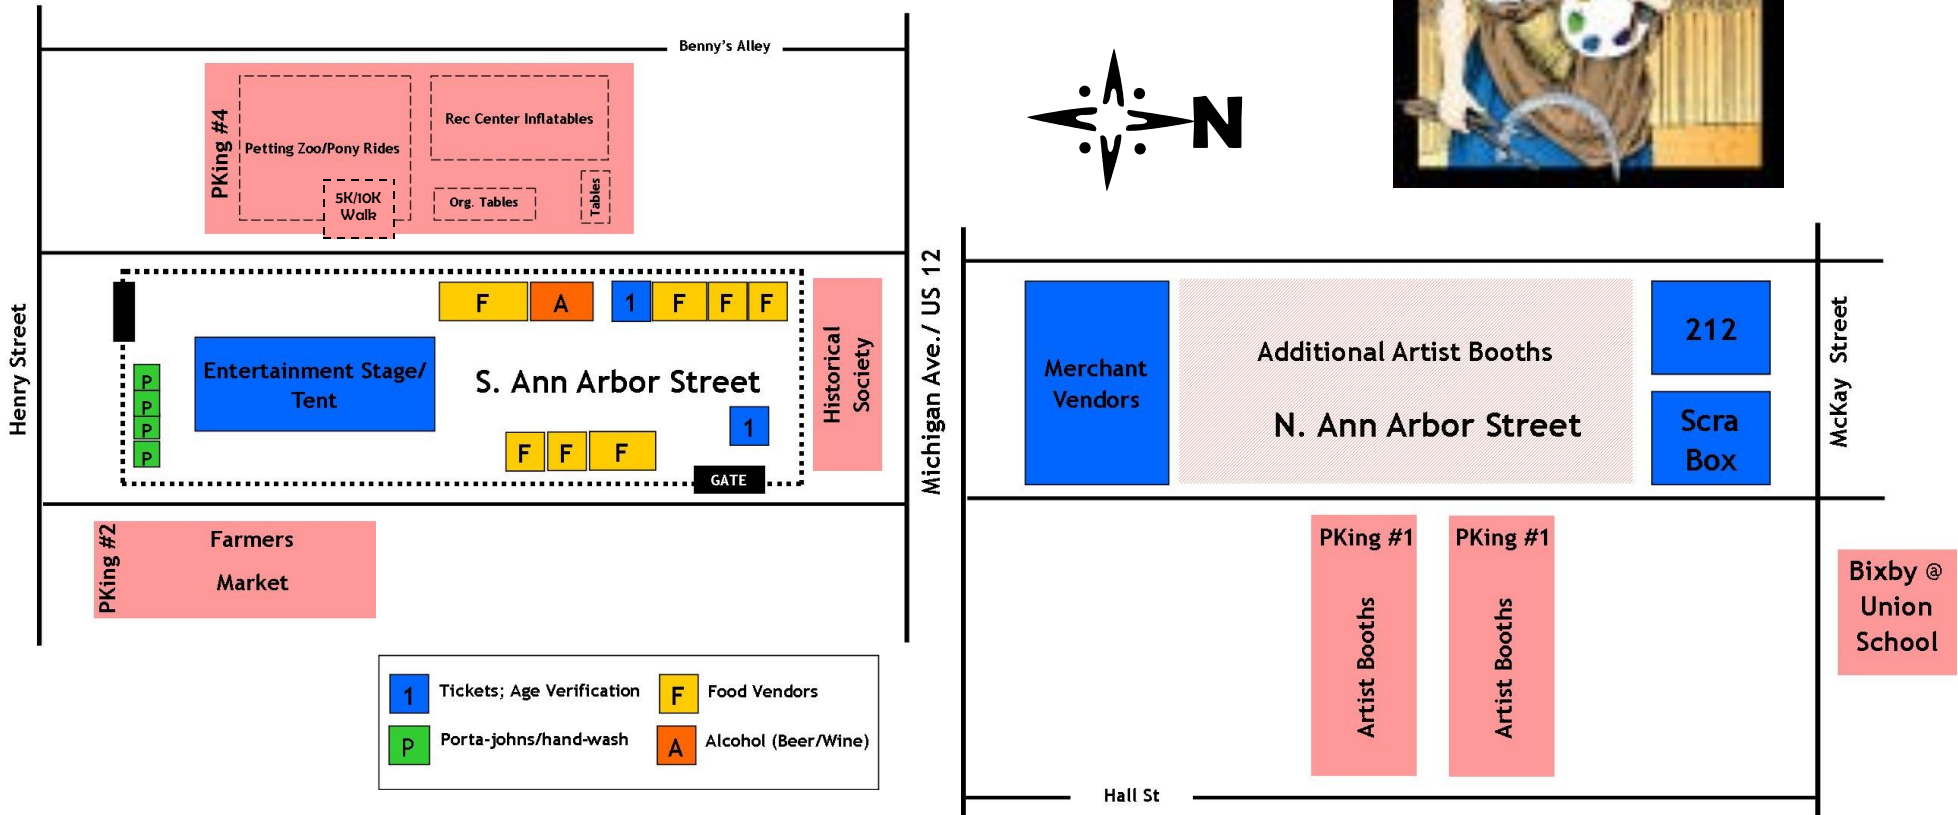 Benny's Alley
PKing #4
Petting Zoo/Pony Rides
Rec Center Inflatables
5K/10K
Walk
Org. Tables
Tables
N
Henry Street
F
A
1
F
F
F
P
P
P
P
Entertainment Stage/
Tent
S. Ann Arbor Street
1
F
F
F
GATE
Historical
Society
Michigan Ave./ US 12
Merchant
Vendors
Additional Artist Booths
N. Ann Arbor Street
212
Scra
Box
McKay Street
PKing #2
Farmers
Market
PKing #1
Artist Booths
PKing #1
Artist Booths
Bixby @
Union
School
1 Tickets; Age Verification
F Food Vendors
P Porta-johns/hand-wash
A Alcohol (Beer/Wine)
Hall St